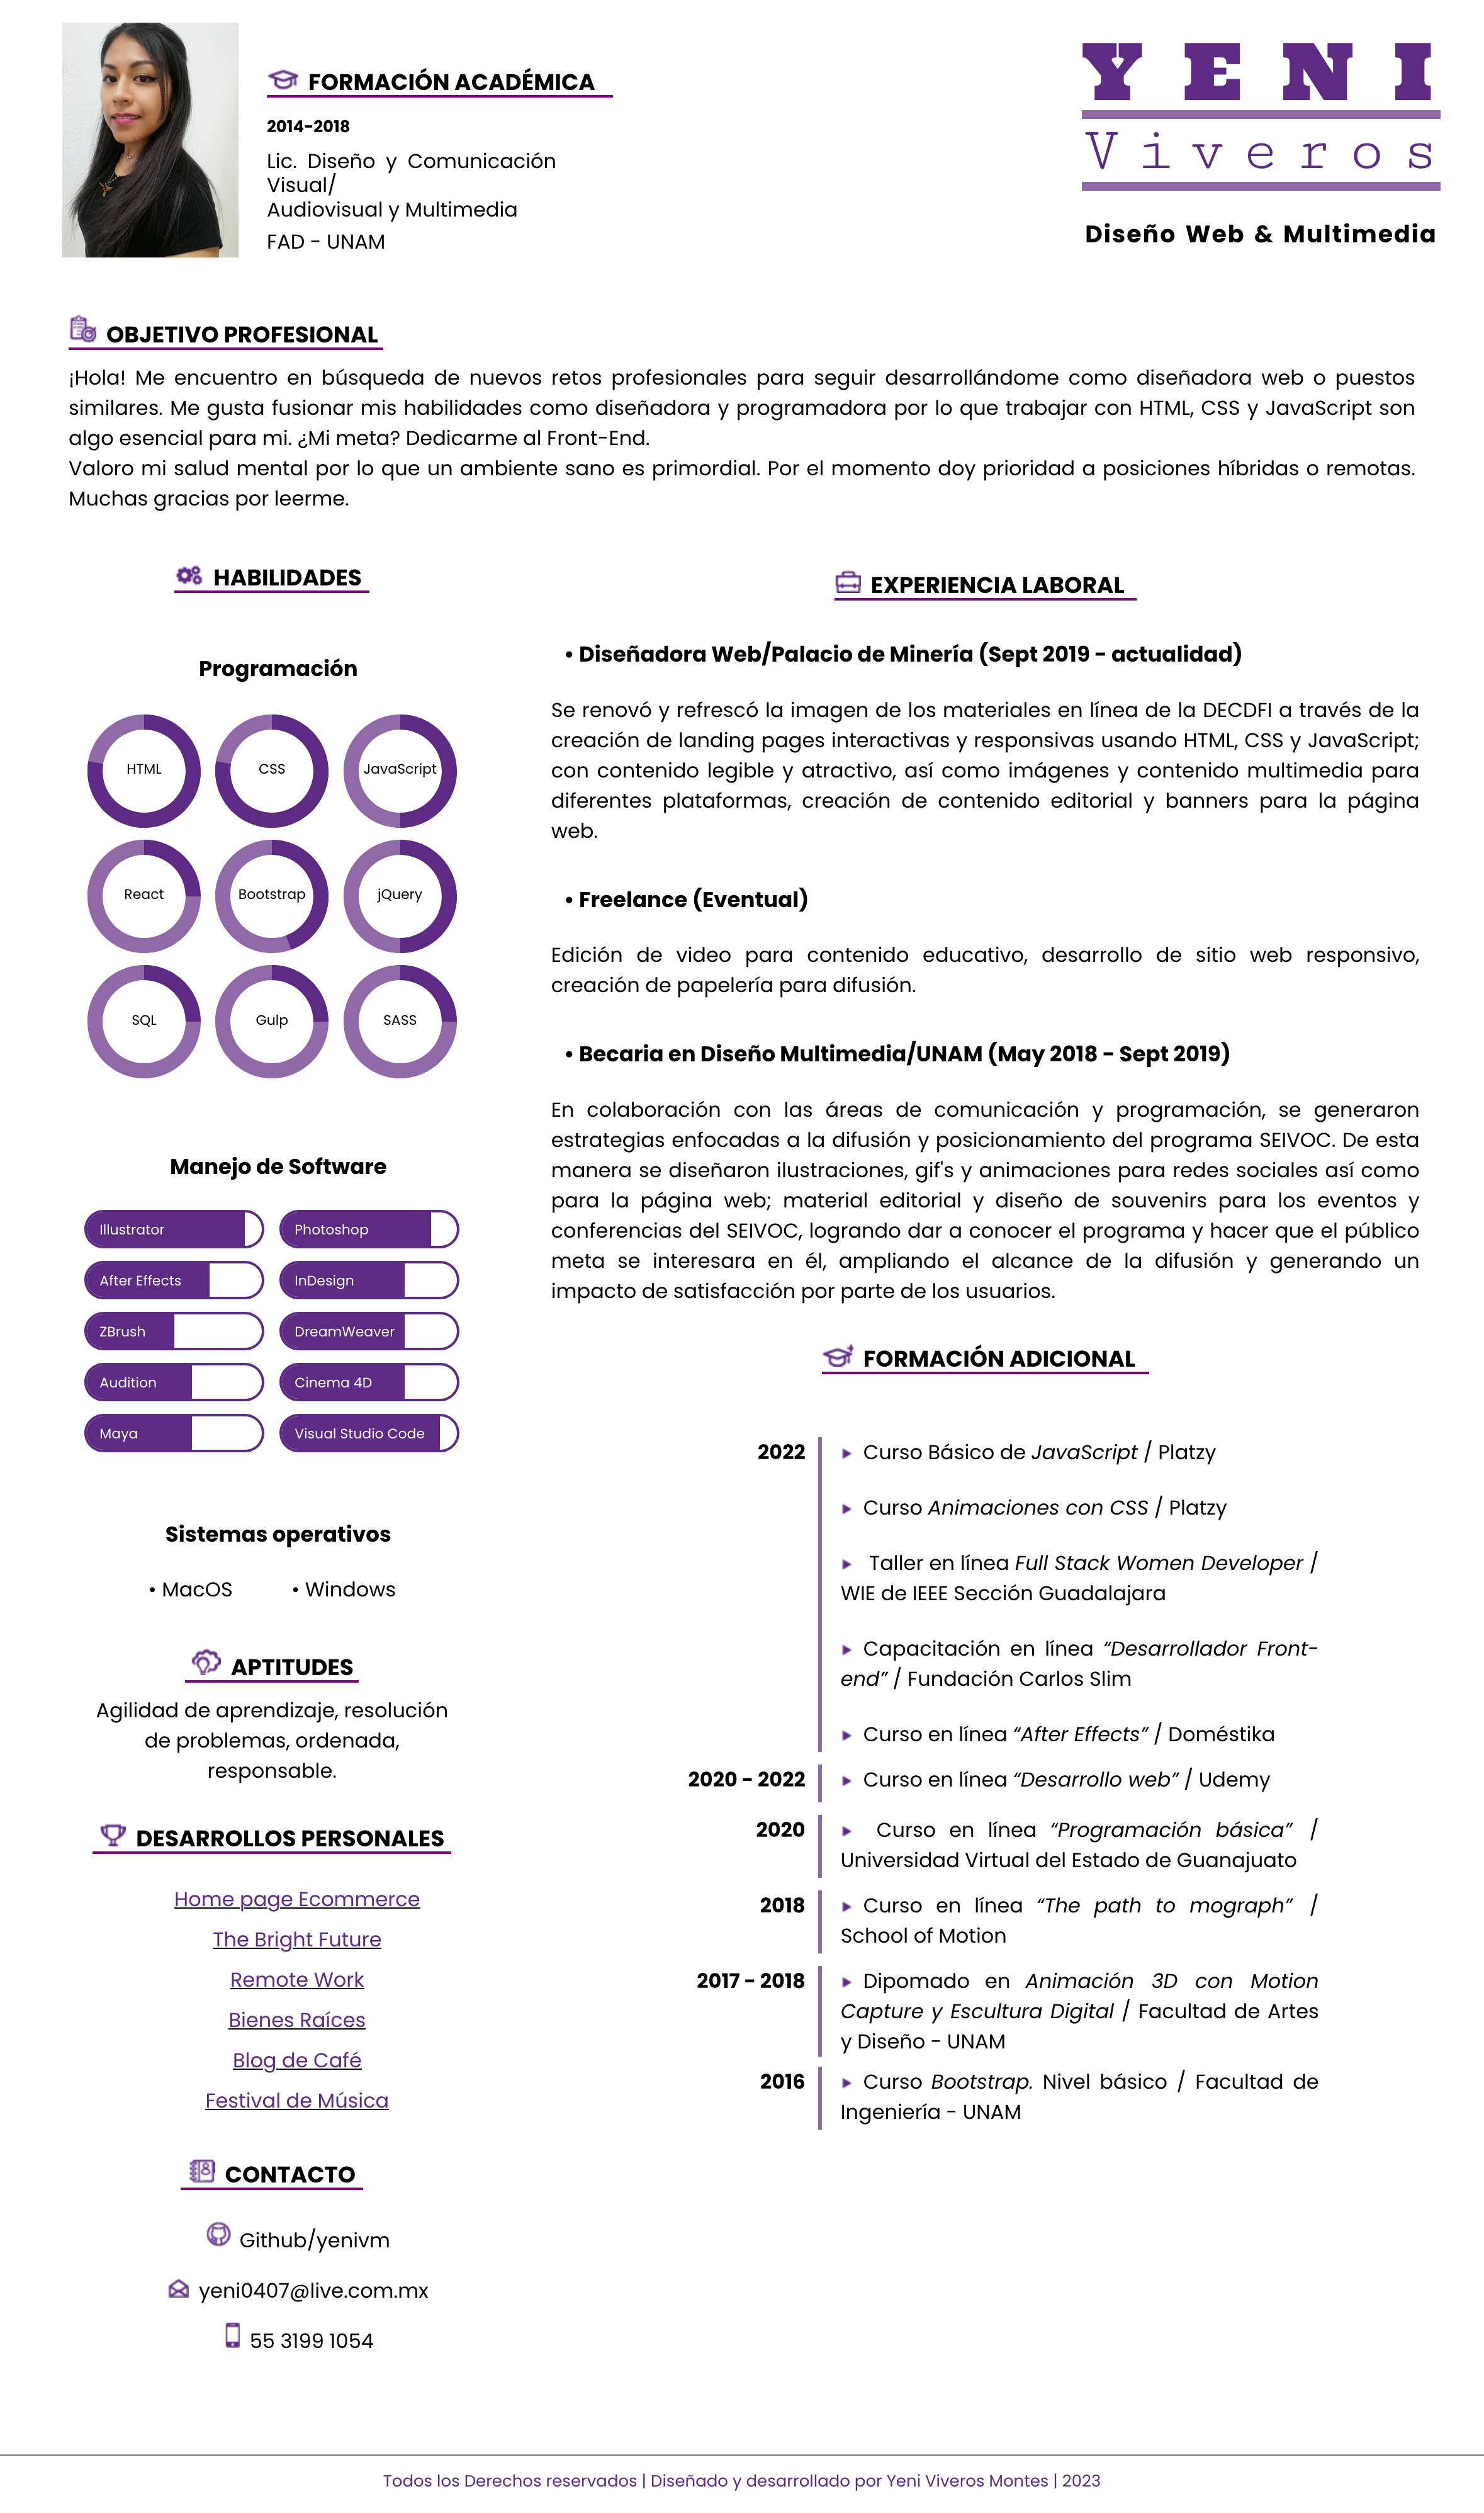 FORMACIÓN ACADÉMICA
2014-2018
Lic. Diseño y Comunicación
Visual/
Audiovisual y Multimedia
FAD - UNAM
YENI
Viveros
Diseño Web & Multimedia
OBJETIVO PROFESIONAL
¡Hola! Me encuentro en búsqueda de nuevos retos profesionales para seguir desarrollándome como diseñadora web o puestos
similares. Me gusta fusionar mis habilidades como diseñadora y programadora por lo que trabajar con HTML, CSS y JavaScript son
algo esencial para mi. ¿Mi meta? Dedicarme al Front-End.
Valoro mi salud mental por lo que un ambiente sano es primordial. Por el momento doy prioridad a posiciones híbridas o remotas.
Muchas gracias por leerme.
HABILIDADES
Programación
HTML
CSS
JavaScript
React
Bootstrap
jQuery
SQL
Gulp
SASS
Manejo de Software
Illustrator
Photoshop
After Effects
InDesign
ZBrush
DreamWeaver
Audition
Cinema 4D
Maya
Visual Studio Code
Sistemas operativos
• MacOS
• Windows
APTITUDES
Agilidad de aprendizaje, resolución
de problemas, ordenada,
responsable.
DESARROLLOS PERSONALES
Home page Ecommerce
The Bright Future
Remote Work
Bienes Raíces
Blog de Café
Festival de Música
CONTACTO
Github/yenivm
yeni0407@live.com.mx
55 3199 1054
EXPERIENCIA LABORAL
• Diseñadora Web/Palacio de Minería (Sept 2019 - actualidad)
Se renovó y refrescó la imagen de los materiales en línea de la DECDFI a través de la
creación de landing pages interactivas y responsivas usando HTML, CSS y JavaScript;
con contenido legible y atractivo, así como imágenes y contenido multimedia para
diferentes plataformas, creación de contenido editorial y banners para la página
web.
• Freelance (Eventual)
Edición de video para contenido educativo, desarrollo de sitio web responsivo,
creación de papelería para difusión.
• Becaria en Diseño Multimedia/UNAM (May 2018 - Sept 2019)
En colaboración con las áreas de comunicación y programación, se generaron
estrategias enfocadas a la difusión y posicionamiento del programa SEIVOC. De esta
manera se diseñaron ilustraciones, gif's y animaciones para redes sociales así como
para la página web; material editorial y diseño de souvenirs para los eventos y
conferencias del SEIVOC, logrando dar a conocer el programa y hacer que el público
meta se interesara en él, ampliando el alcance de la difusión y generando un
impacto de satisfacción por parte de los usuarios.
FORMACIÓN ADICIONAL
2022
Curso Básico de JavaScript / Platzy
Curso Animaciones con CSS / Platzy
Taller en línea Full Stack Women Developer /
WIE de IEEE Sección Guadalajara
Capacitación en línea “Desarrollador Front-
end” / Fundación Carlos Slim
Curso en línea “After Effects” / Doméstika
2020 - 2022
Curso en línea “Desarrollo web” / Udemy
2020
Curso en línea “Programación básica” /
Universidad Virtual del Estado de Guanajuato
2018
Curso en línea “The path to mograph” /
School of Motion
2017 - 2018
Dipomado en Animación 3D con Motion
Capture y Escultura Digital / Facultad de Artes
y Diseño - UNAM
2016
Curso Bootstrap. Nivel básico / Facultad de
Ingeniería - UNAM
Todos los Derechos reservados | Diseñado y desarrollado por Yeni Viveros Montes | 2023